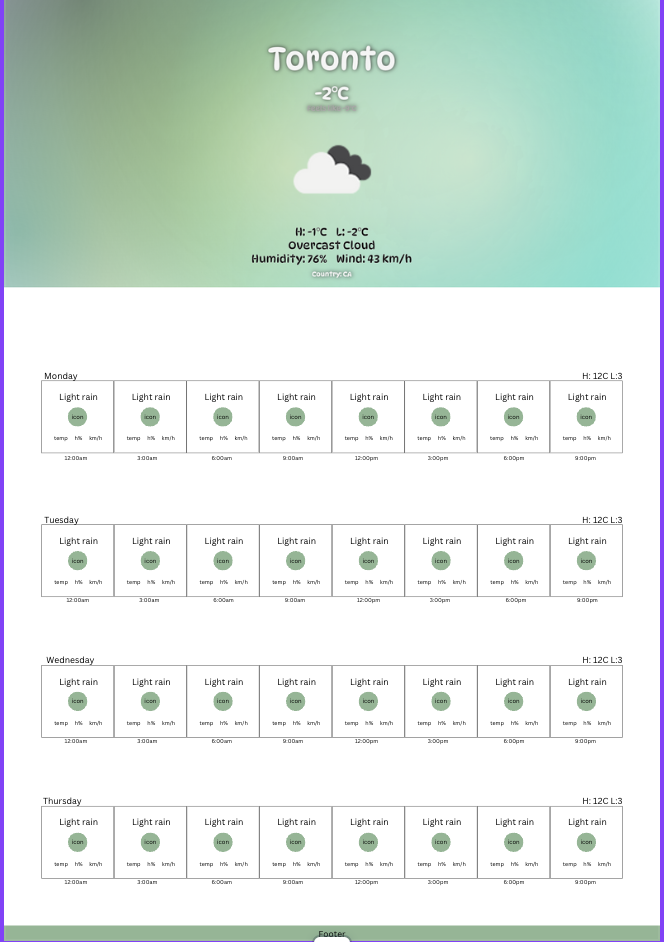 Toronto
-2°C
H: -1°C L: -2°C
Overcast Cloud
Humidity: 76% Wind: 43 km/h
Country: CA
Monday H: 12C L:3
Light rain Light rain Light rain Light rain Light rain Light rain Light rain Light rain
icon icon icon icon icon icon icon icon
temp h% km/h temp h% km/h temp h% km/h temp h% km/h temp h% km/h temp h% km/h temp h% km/h temp h% km/h
12:00am 3:00am 6:00am 9:00am 12:00pm 3:00pm 6:00pm 9:00pm
Tuesday H: 12C L:3
Light rain Light rain Light rain Light rain Light rain Light rain Light rain Light rain
icon icon icon icon icon icon icon icon
temp h% km/h temp h% km/h temp h% km/h temp h% km/h temp h% km/h temp h% km/h temp h% km/h temp h% km/h
12:00am 3:00am 6:00am 9:00am 12:00pm 3:00pm 6:00pm 9:00pm
Wednesday H: 12C L:3
Light rain Light rain Light rain Light rain Light rain Light rain Light rain Light rain
icon icon icon icon icon icon icon icon
temp h% km/h temp h% km/h temp h% km/h temp h% km/h temp h% km/h temp h% km/h temp h% km/h temp h% km/h
12:00am 3:00am 6:00am 9:00am 12:00pm 3:00pm 6:00pm 9:00pm
Thursday H: 12C L:3
Light rain Light rain Light rain Light rain Light rain Light rain Light rain Light rain
icon icon icon icon icon icon icon icon
temp h% km/h temp h% km/h temp h% km/h temp h% km/h temp h% km/h temp h% km/h temp h% km/h temp h% km/h
12:00am 3:00am 6:00am 9:00am 12:00pm 3:00pm 6:00pm 9:00pm
Footer